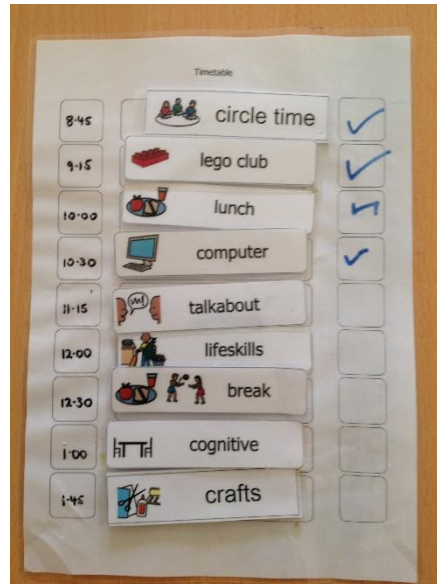 Timetable
8.45 circle time
9.15 lego club
10.00 lunch
10.30 computer
11.15 talkabout
12.00 lifeskills
12.30 break
1.00 cognitive
1.45 crafts